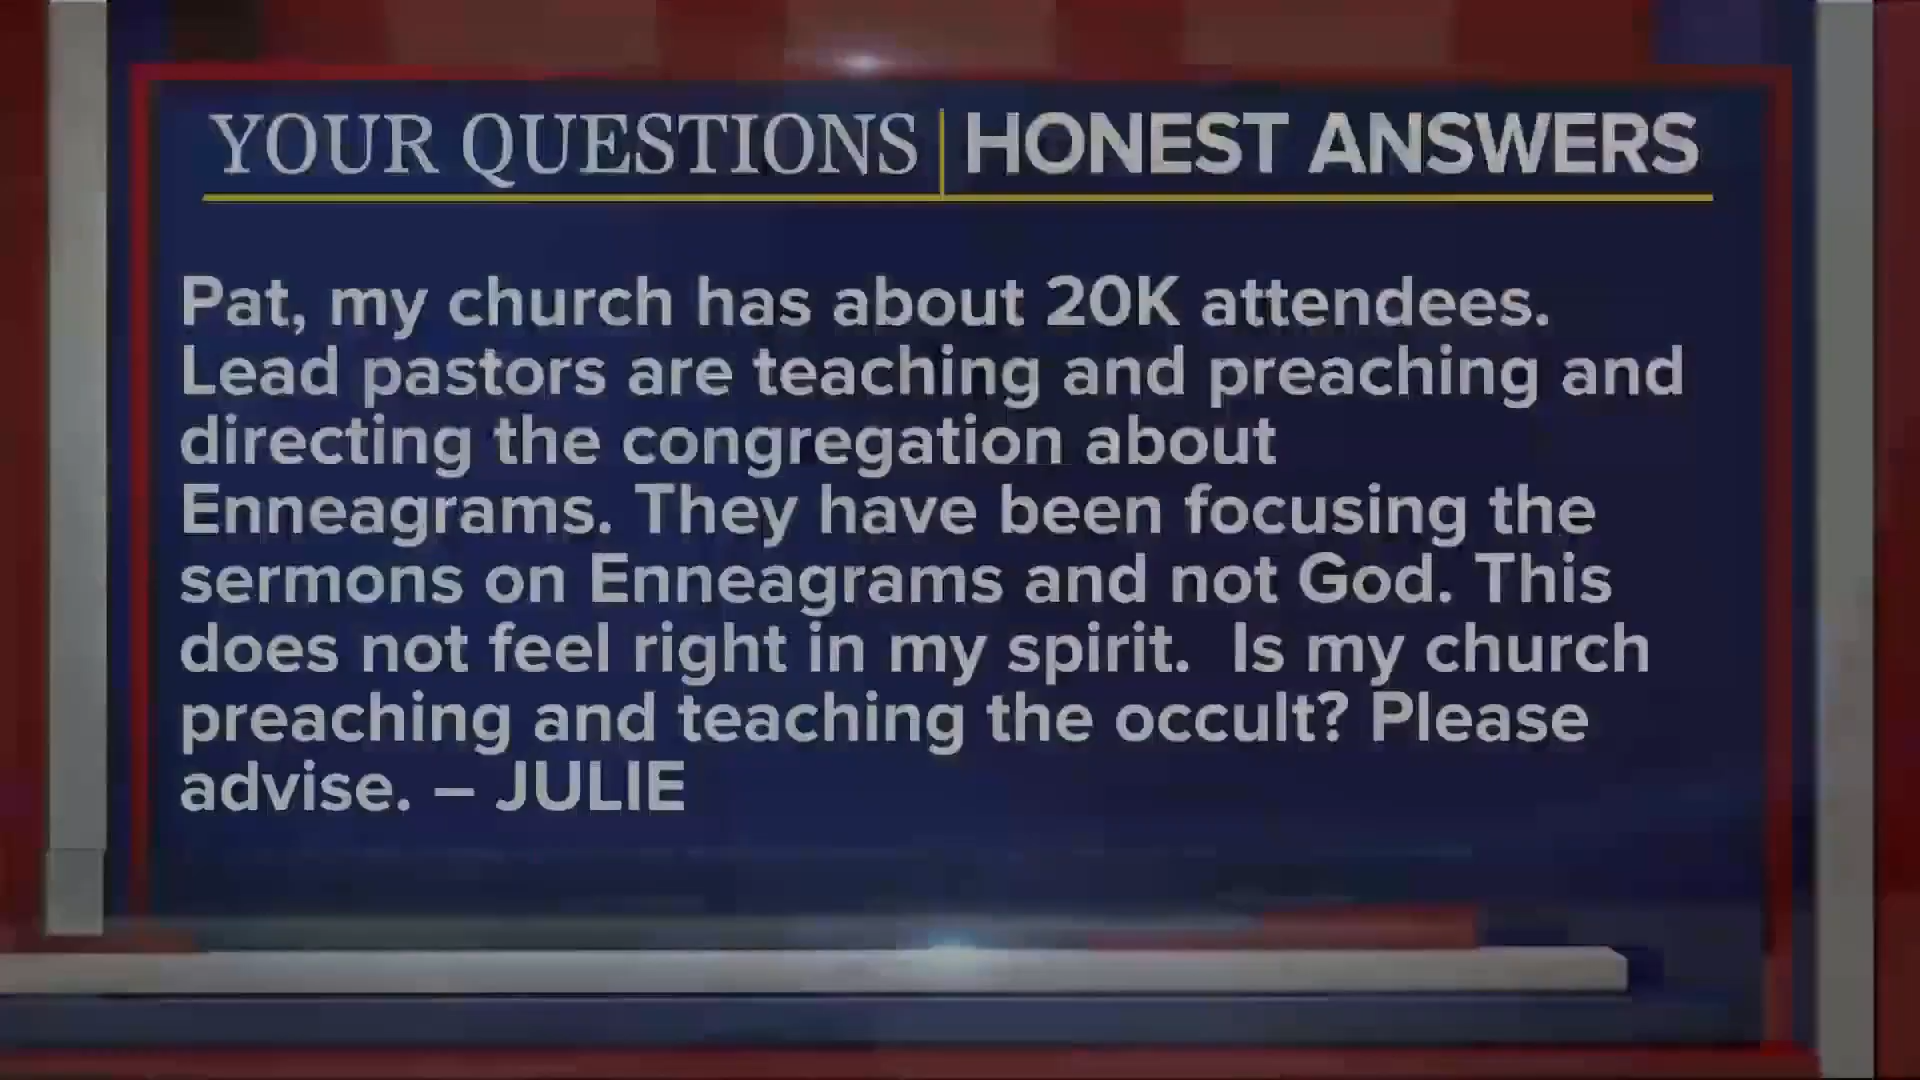 YOUR QUESTIONS HONEST ANSWERS
Pat, my church has about 20K attendees.
Lead pastors are teaching and preaching and
directing the congregation about
Enneagrams. They have been focusing the
sermons on Enneagrams and not God. This
does not feel right in my spirit.  Is my church
preaching and teaching the occult? Please
advise. – JULIE